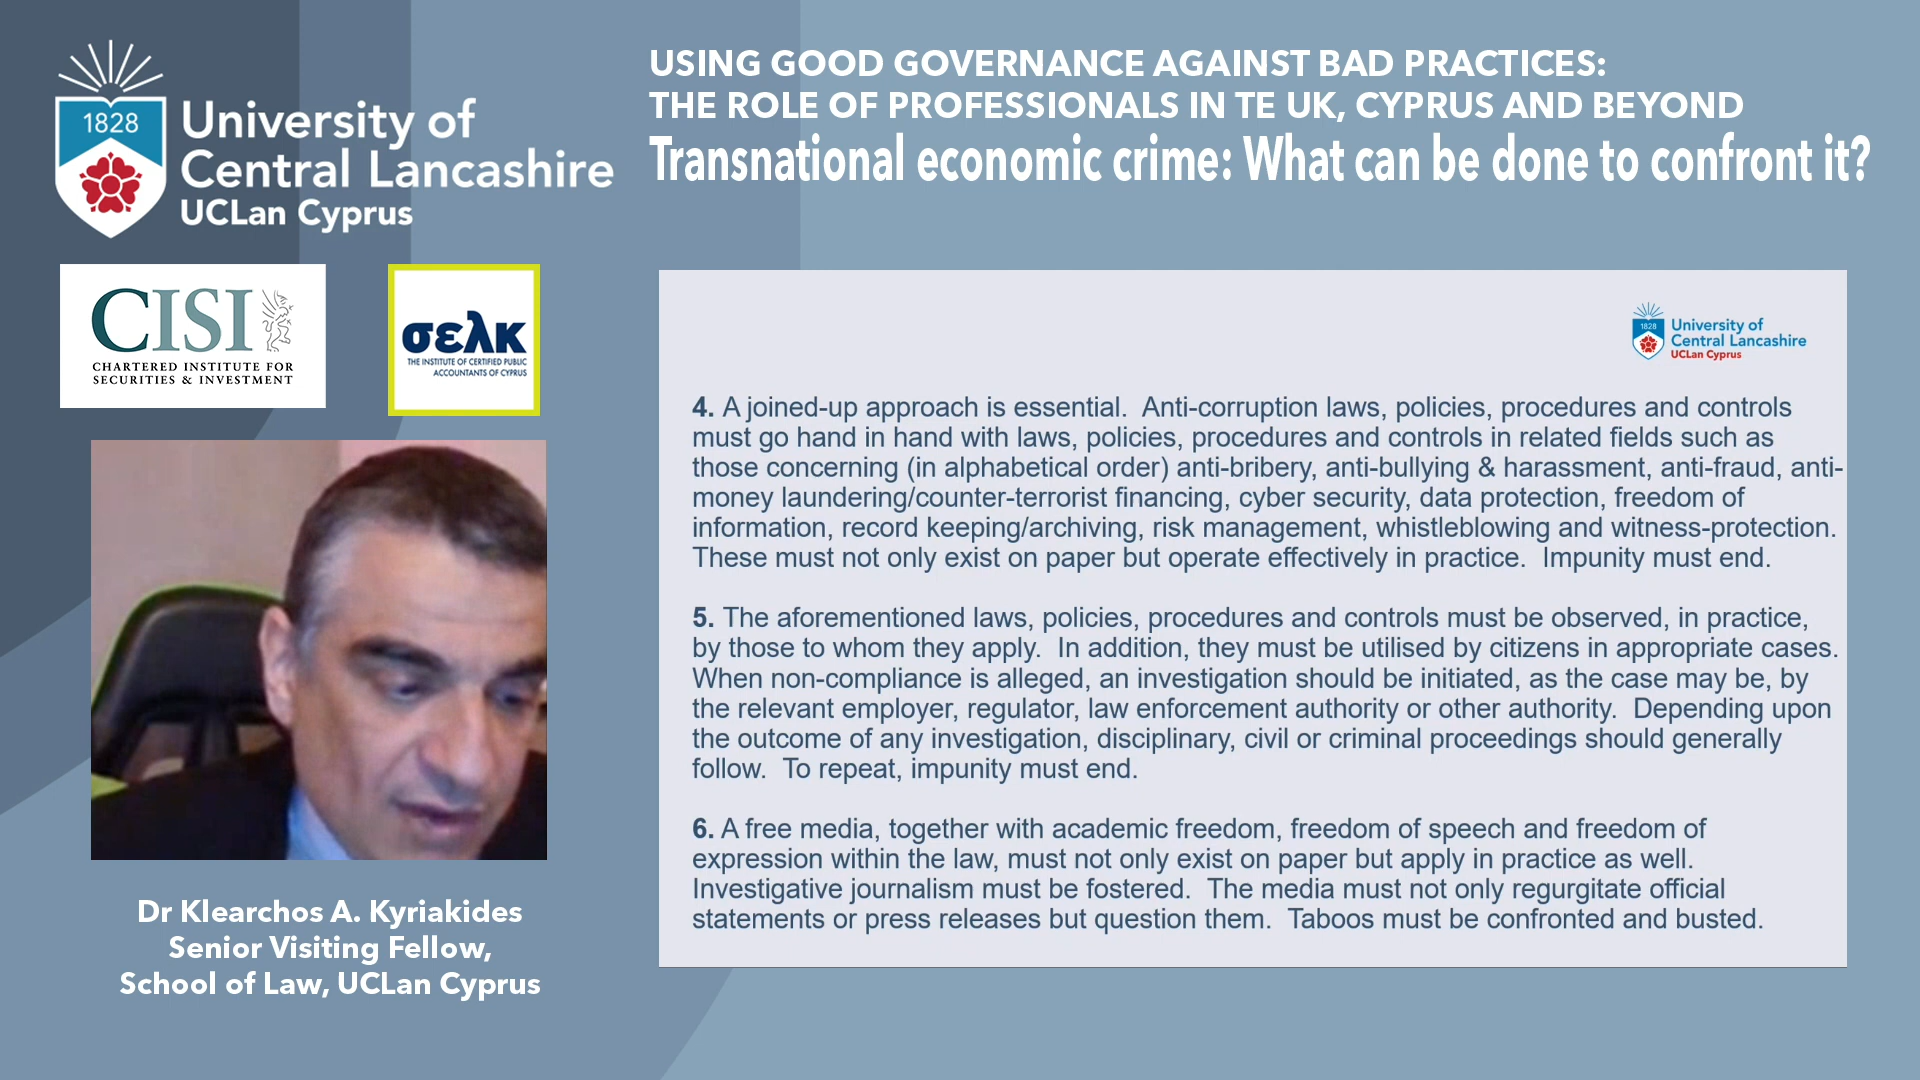 1828
University of
Central Lancashire
UCLan Cyprus
USING GOOD GOVERNANCE AGAINST BAD PRACTICES:
THE ROLE OF PROFESSIONALS IN TE UK, CYPRUS AND BEYOND
Transnational economic crime: What can be done to confront it?
CISI
CHARTERED INSTITUTE FOR
SECURITIES & INVESTMENT
σελκ
THE INSTITUTE OF CERTIFIED PUBLIC
ACCOUNTANTS OF CYPRUS
Dr Klearchos A. Kyriakides
Senior Visiting Fellow,
School of Law, UCLan Cyprus
1828
University of
Central Lancashire
UCLan Cyprus
4. A joined-up approach is essential.  Anti-corruption laws, policies, procedures and controls
must go hand in hand with laws, policies, procedures and controls in related fields such as
those concerning (in alphabetical order) anti-bribery, anti-bullying & harassment, anti-fraud, anti-
money laundering/counter-terrorist financing, cyber security, data protection, freedom of
information, record keeping/archiving, risk management, whistleblowing and witness-protection.
These must not only exist on paper but operate effectively in practice.  Impunity must end.
5. The aforementioned laws, policies, procedures and controls must be observed, in practice,
by those to whom they apply.  In addition, they must be utilised by citizens in appropriate cases.
When non-compliance is alleged, an investigation should be initiated, as the case may be, by
the relevant employer, regulator, law enforcement authority or other authority.  Depending upon
the outcome of any investigation, disciplinary, civil or criminal proceedings should generally
follow.  To repeat, impunity must end.
6. A free media, together with academic freedom, freedom of speech and freedom of
expression within the law, must not only exist on paper but apply in practice as well.
Investigative journalism must be fostered.  The media must not only regurgitate official
statements or press releases but question them.  Taboos must be confronted and busted.